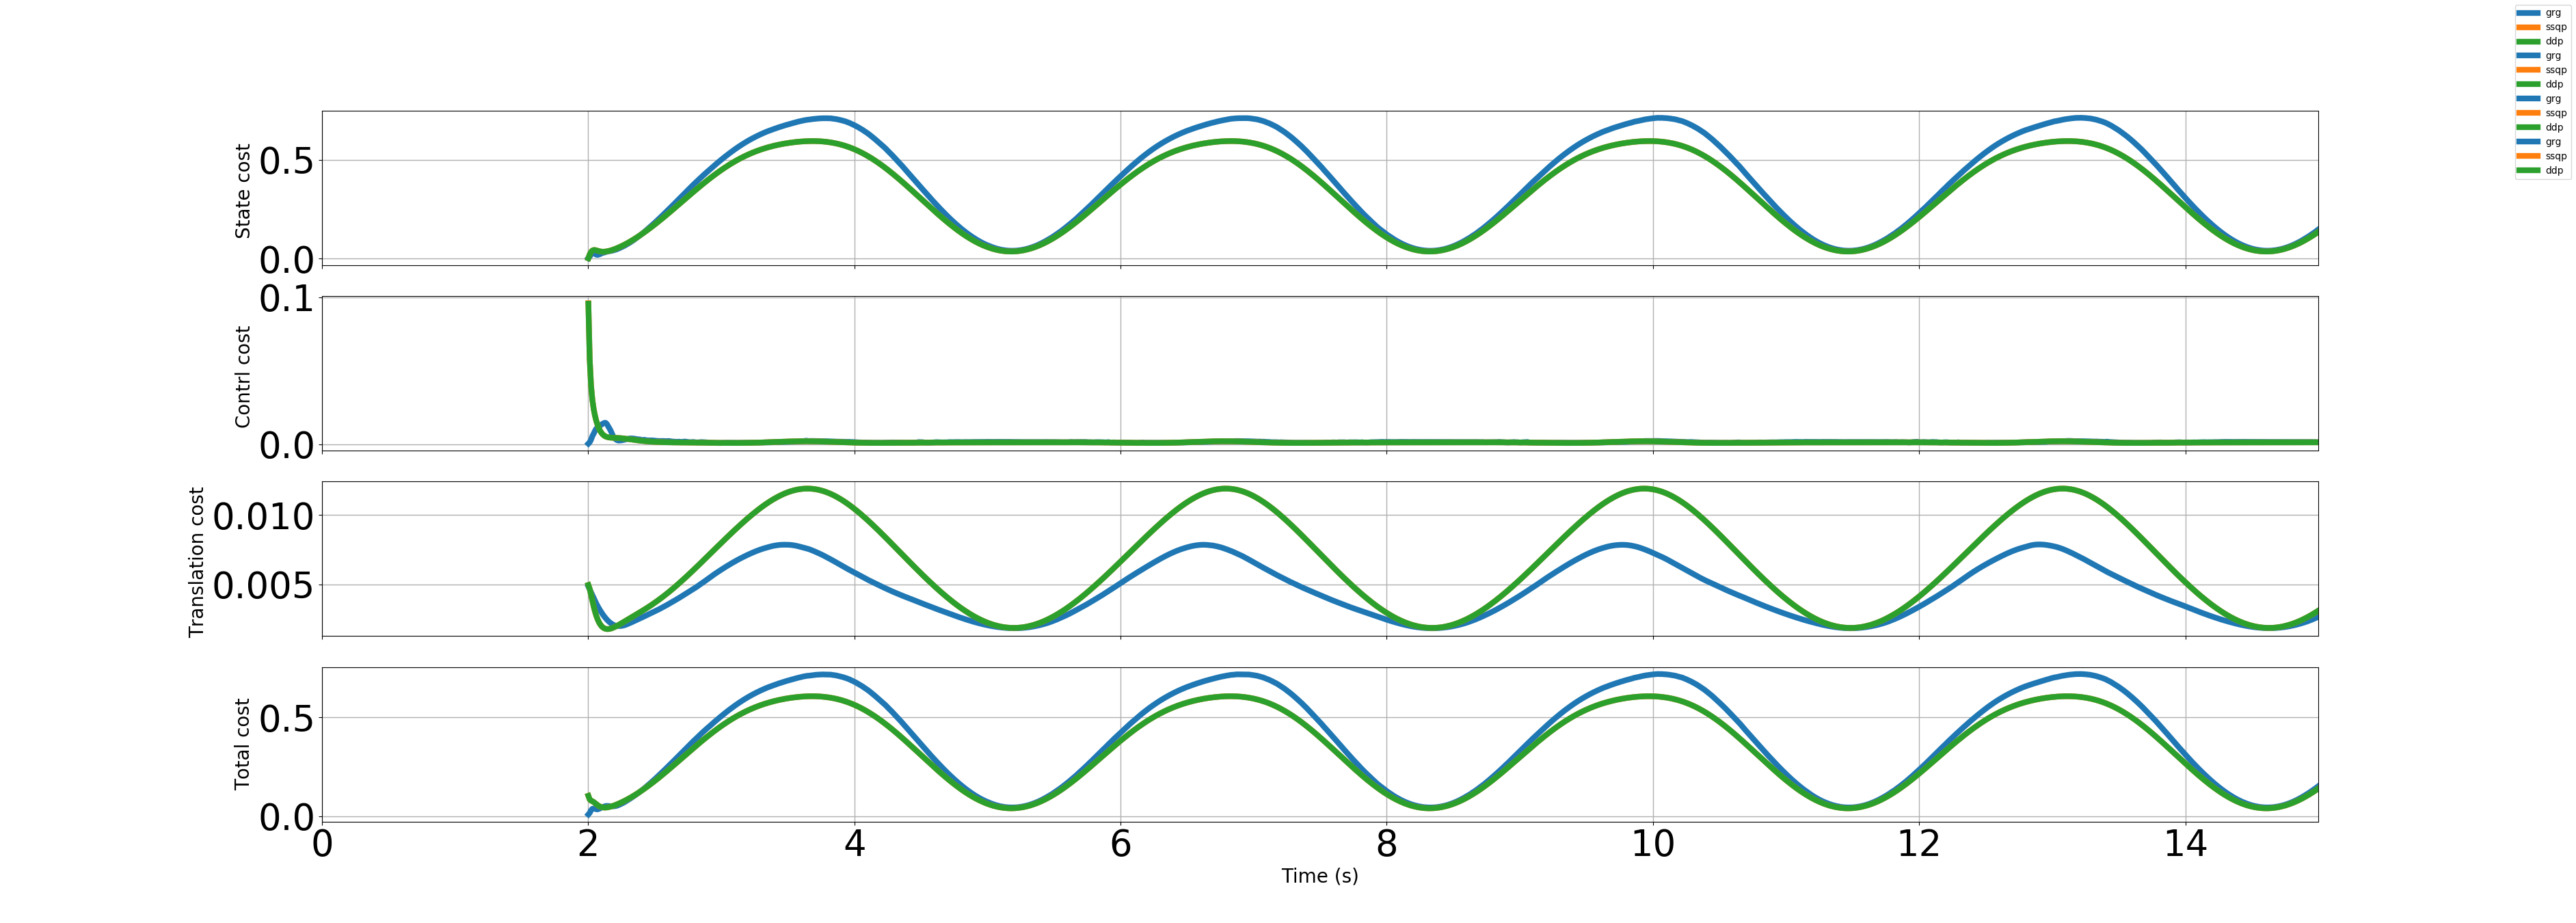 grg
ssqp
ddp
grg
ssqp
ddp
grg
ssqp
ddp
grg
ssqp
ddp
State cost
0.5
0.0
Contrl cost
0.1
0.0
Translation cost
0.010
0.005
Total cost
0.5
0.0
0 2 4 6 8 10 12 14
Time (s)